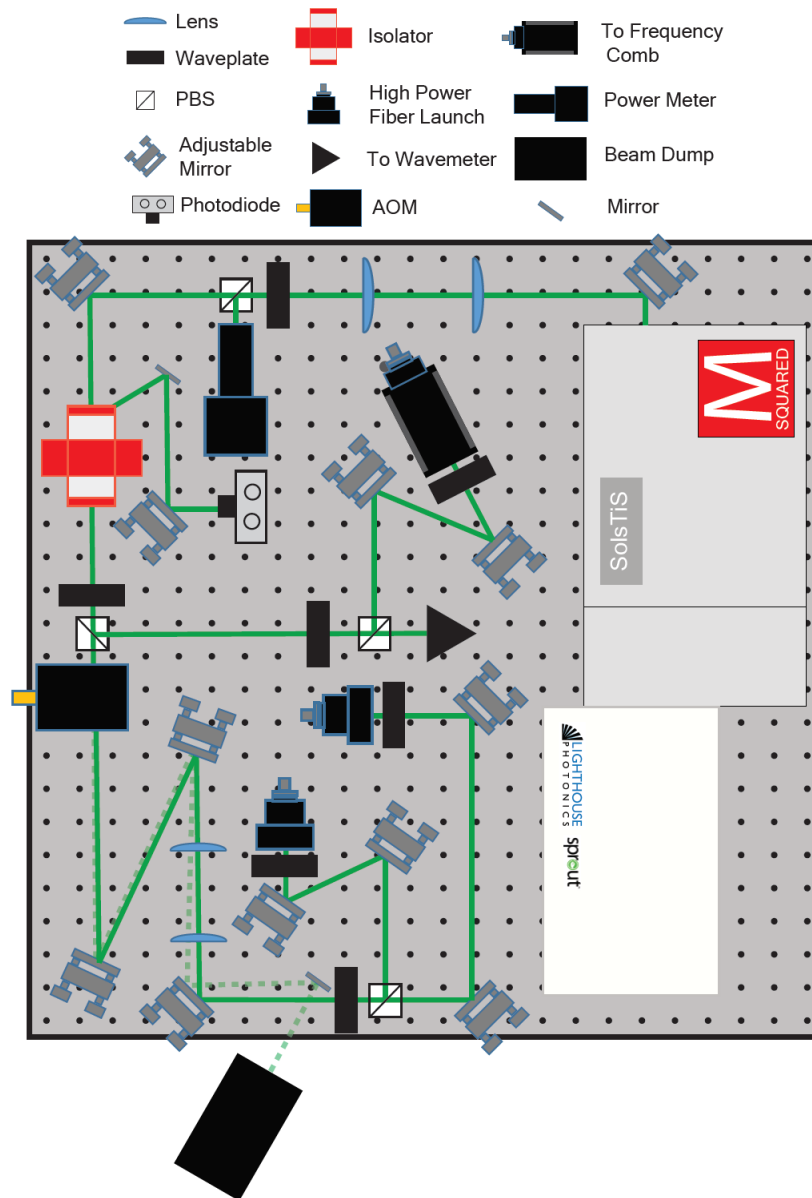 Lens
Isolator
To Frequency
Comb
Waveplate
PBS
High Power
Fiber Launch
Power Meter
Adjustable
Mirror
To Wavemeter
Beam Dump
Photodiode
AOM
Mirror
M
SQUARED
SolsTiS
LIGHTHOUSE
PHOTONICS
sprout